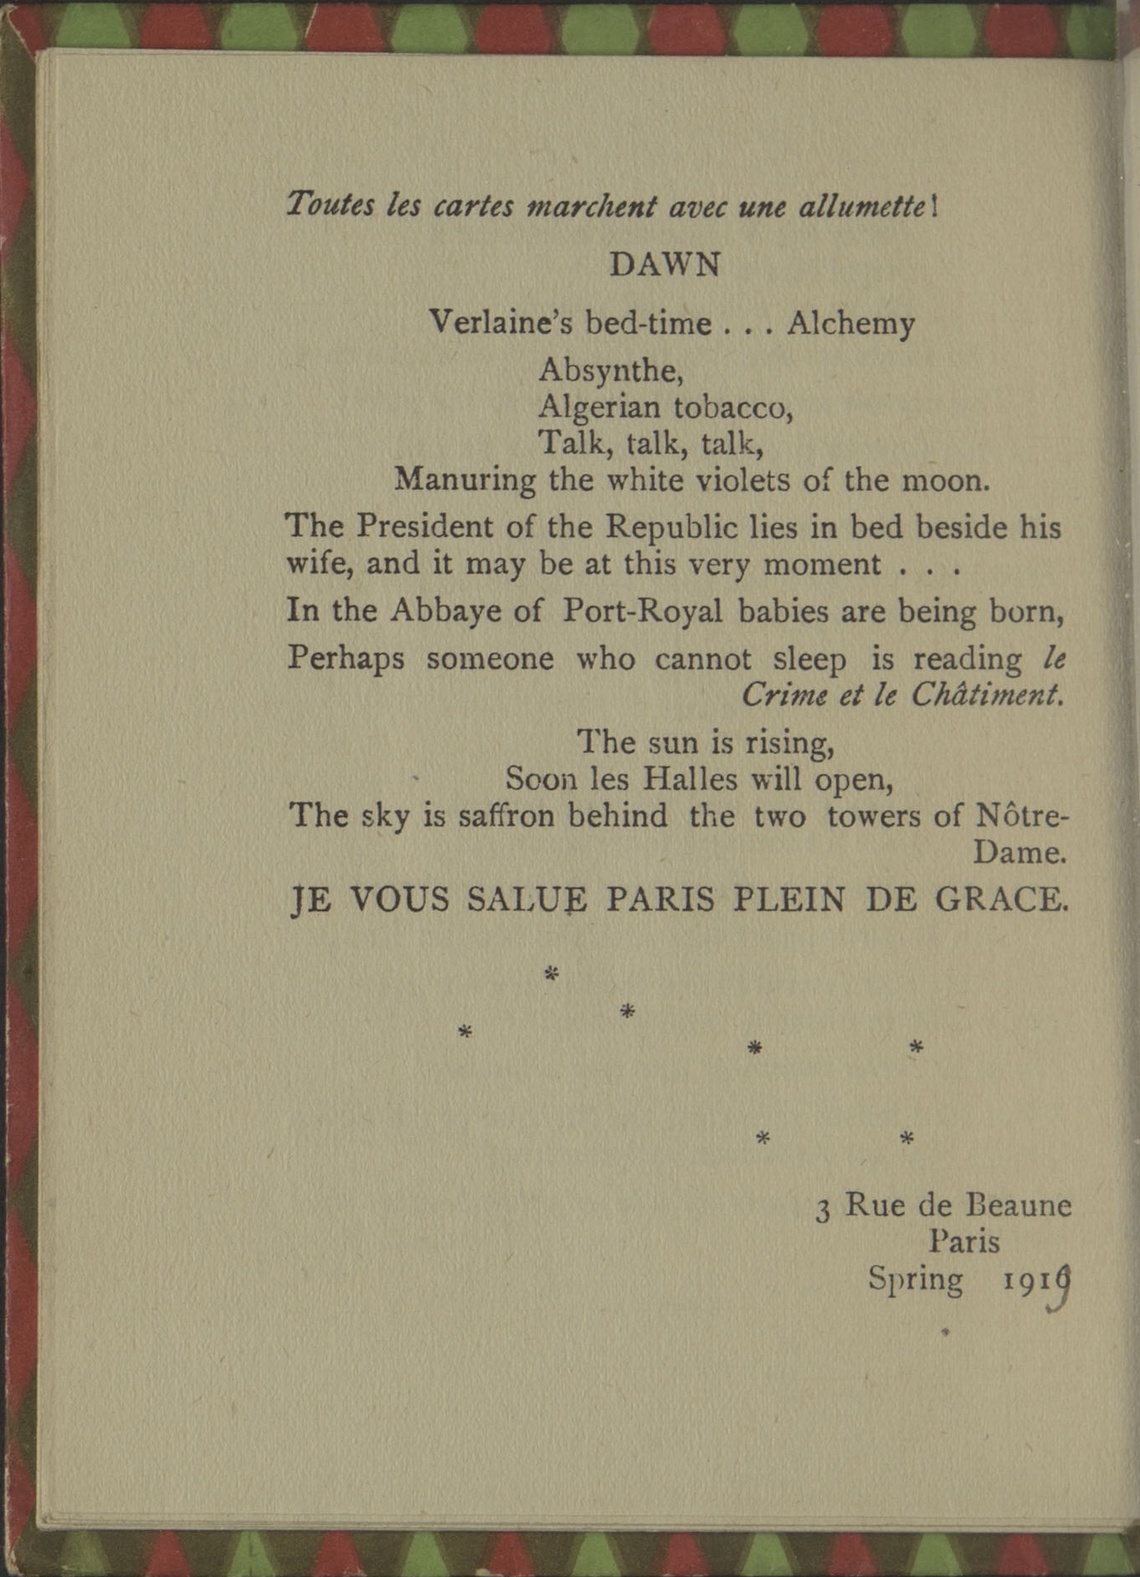 Toutes les cartes marchent avec une allumette!
DAWN
Verlaine's bed-time . . . Alchemy
Absynthe,
Algerian tobacco,
Talk, talk, talk,
Manuring the white violets of the moon.
The President of the Republic lies in bed beside his
wife, and it may be at this very moment . . .
In the Abbaye of Port-Royal babies are being born,
Perhaps someone who cannot sleep is reading le
Crime et le Châtiment.
The sun is rising,
Soon les Halles will open,
The sky is saffron behind the two towers of Nôtre-
Dame.
JE VOUS SALUE PARIS PLEIN DE GRACE.
*
*
*
* *
* *
3 Rue de Beaune
Paris
Spring 1919